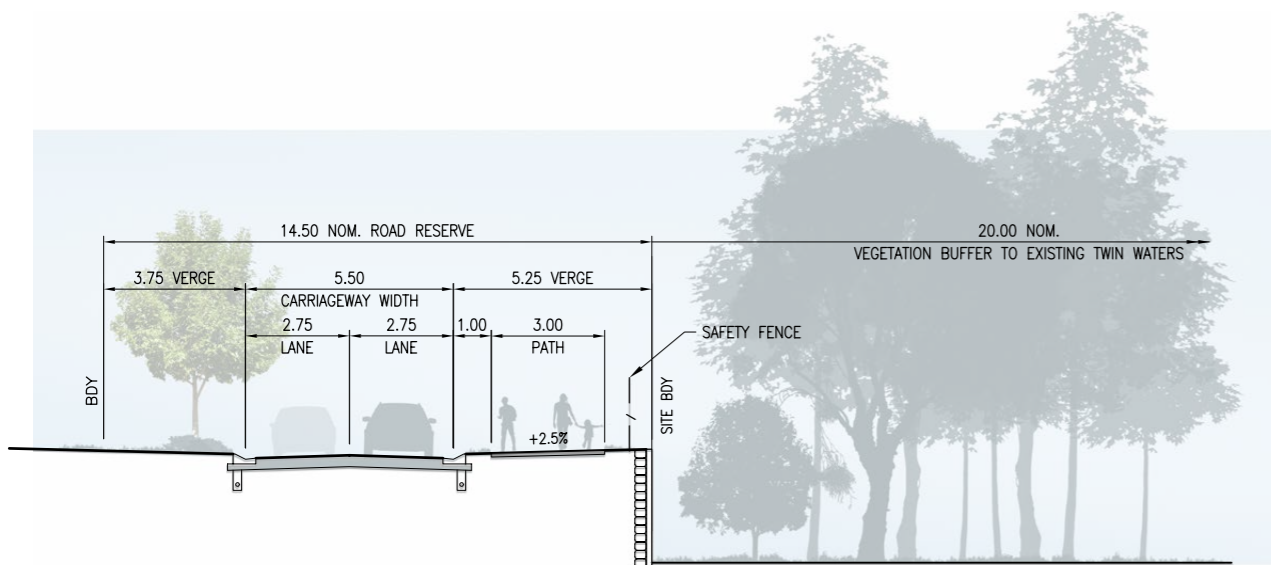 14.50 NOM. ROAD RESERVE
20.00 NOM.
VEGETATION BUFFER TO EXISTING TWIN WATERS
3.75 VERGE
5.50
CARRIAGEWAY WIDTH
5.25 VERGE
2.75
LANE
2.75
LANE
1.00
3.00
PATH
SAFETY FENCE
BDY
SITE BDY
+2.5%